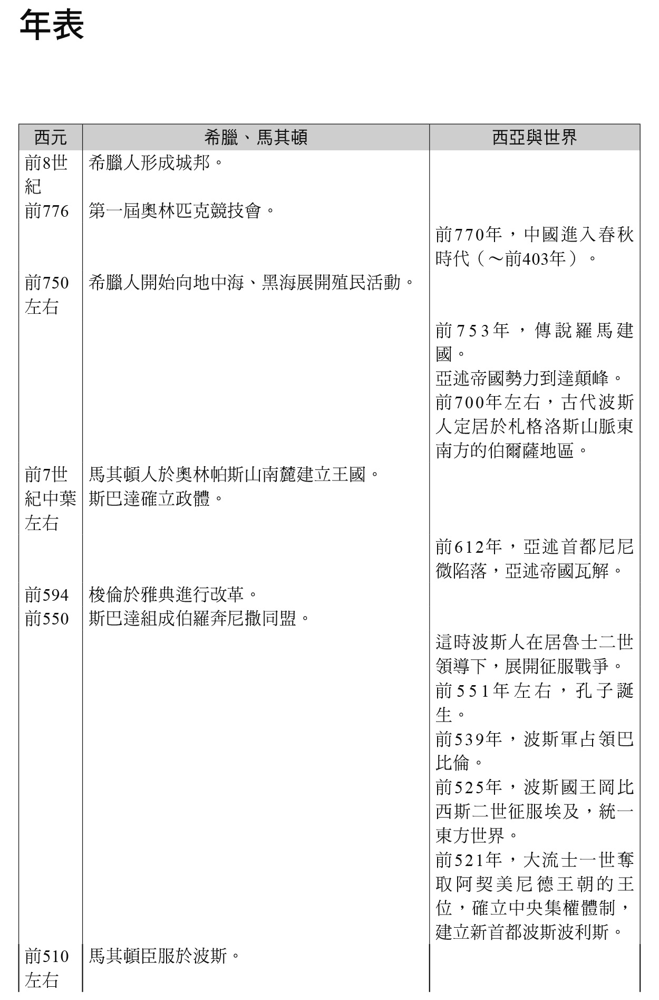 年表
西元 希臘、馬其頓 西亞與世界
前8世 希臘人形成城邦。
紀
前776 第一屆奧林匹克競技會。
前770年，中國進入春秋
時代（～前403年）。
前750 希臘人開始向地中海、黑海展開殖民活動。
左右
前753年，傳說羅馬建
國。
亞述帝國勢力到達顛峰。
前700年左右，古代波斯
人定居於札格洛斯山脈東
南方的伯爾薩地區。
前7世 馬其頓人於奧林帕斯山南麓建立王國。
紀中葉 斯巴達確立政體。
左右
前612年，亞述首都尼尼
微陷落，亞述帝國瓦解。
前594 梭倫於雅典進行改革。
前550 斯巴達組成伯羅奔尼撒同盟。
這時波斯人在居魯士二世
領導下，展開征服戰爭。
前551年左右，孔子誕
生。
前539年，波斯軍占領巴
比倫。
前525年，波斯國王岡比
西斯二世征服埃及，統一
東方世界。
前521年，大流士一世奪
取阿契美尼德王朝的王
位，確立中央集權體制，
建立新首都波斯波利斯。
前510 馬其頓臣服於波斯。
左右